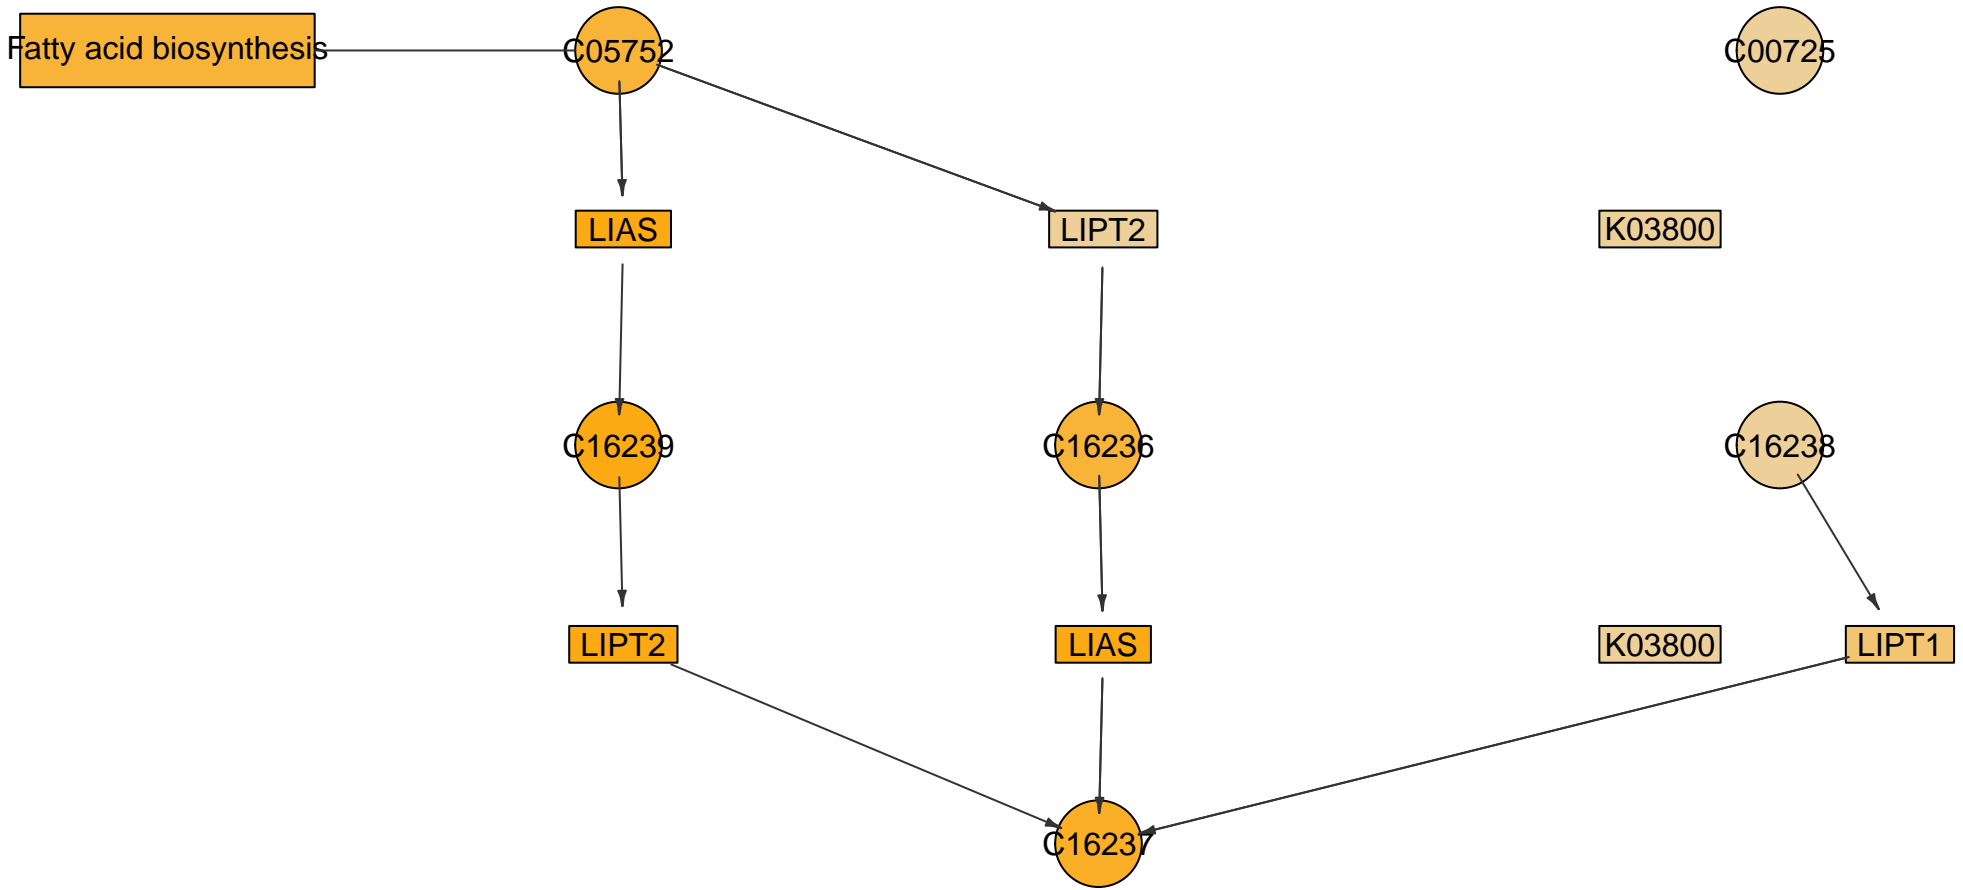 Fatty acid biosynthesis
C05752
C00725
LIAS
LIPT2
K03800
C16239
C16236
C16238
LIPT2
LIAS
K03800
LIPT1
C16237